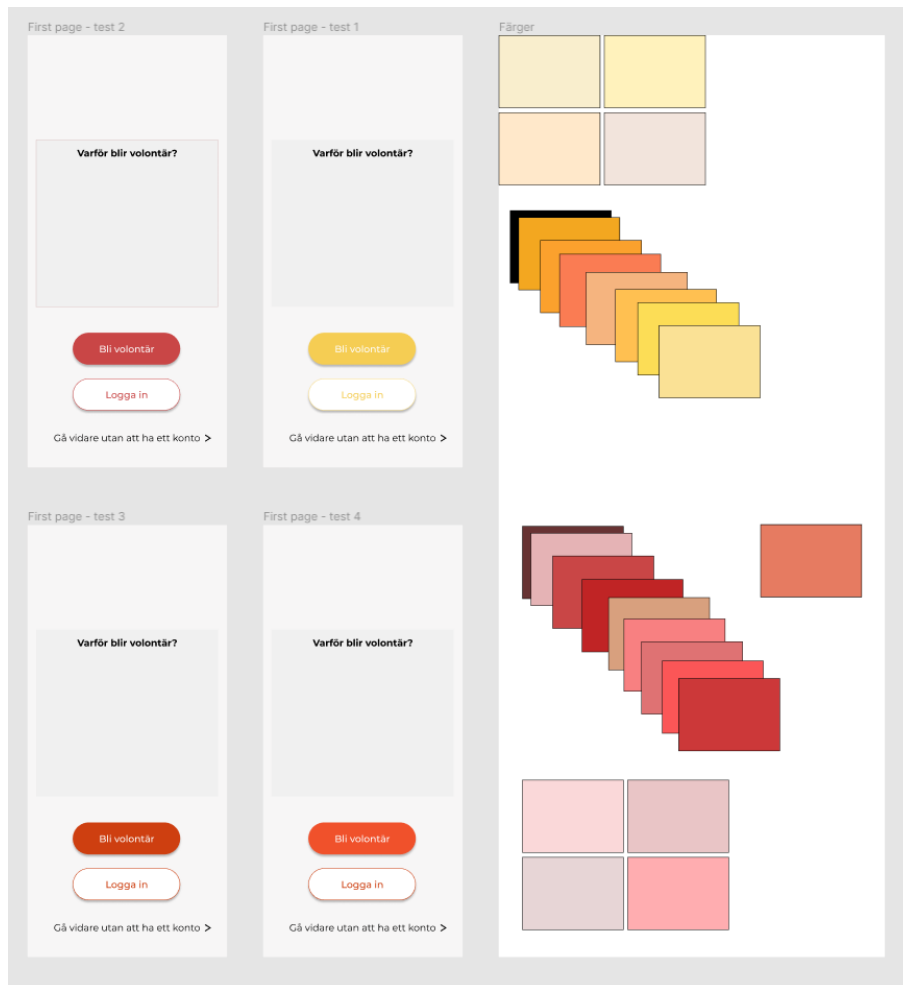 First page - test 2
Varför blir volontär?
Bli volontär
Logga in
Gå vidare utan att ha ett konto >
First page - test 1
Varför blir volontär?
Bli volontär
Logga in
Gå vidare utan att ha ett konto >
Färger
First page - test 3
Varför blir volontär?
Bli volontär
Logga in
Gå vidare utan att ha ett konto >
First page - test 4
Varför blir volontär?
Bli volontär
Logga in
Gå vidare utan att ha ett konto >